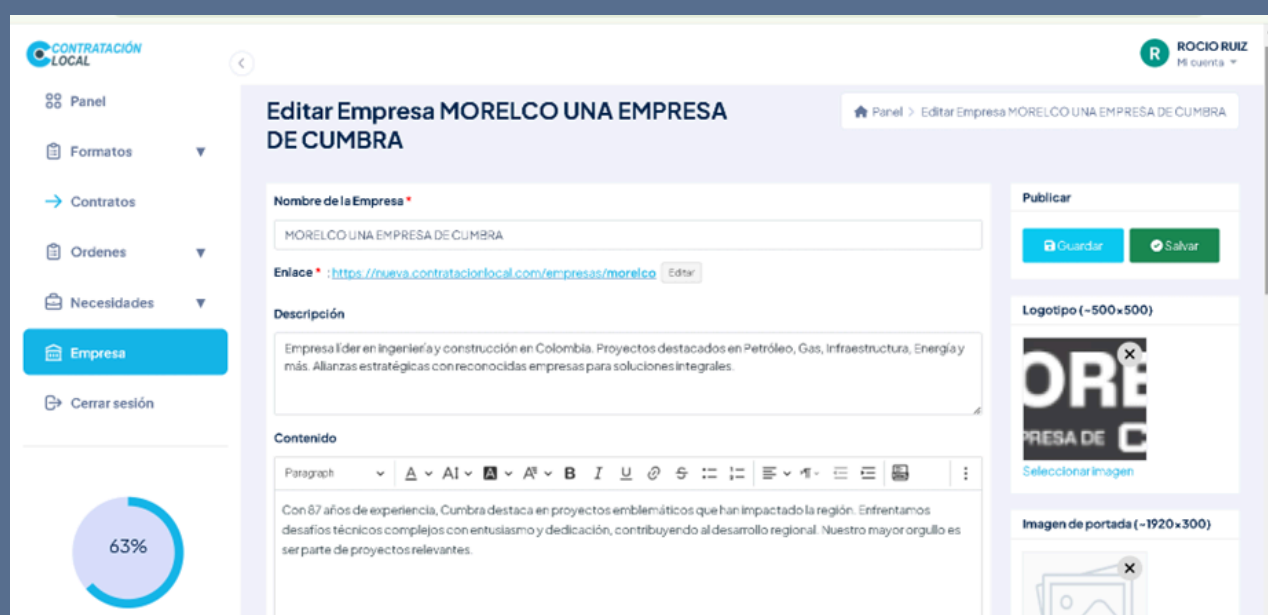 CONTRATACIÓN
LOCAL
R
ROCIO RUIZ
Mi cuenta
Panel
Formatos
Contratos
Ordenes
Necesidades
Empresa
Cerrar sesión
63%
Editar Empresa MORELCO UNA EMPRESA
DE CUMBRA
Panel > Editar Empresa MORELCO UNA EMPRESA DE CUMBRA
Nombre de la Empresa *
MORELCO UNA EMPRESA DE CUMBRA
Enlace * : https://nueva.contratacionlocal.com/empresas/morelco Editar
Descripción
Empresa líder en ingeniería y construcción en Colombia. Proyectos destacados en Petróleo, Gas, Infraestructura, Energía y
más. Alianzas estratégicas con reconocidas empresas para soluciones integrales.
Contenido
Paragraph
Con 87 años de experiencia, Cumbra destaca en proyectos emblemáticos que han impactado la región. Enfrentamos
desafíos técnicos complejos con entusiasmo y dedicación, contribuyendo al desarrollo regional. Nuestro mayor orgullo es
ser parte de proyectos relevantes.
Publicar
Guardar
Salvar
Logotipo (~500x500)
ORE
PRESA DE C
Seleccionar imagen
Imagen de portada (~1920x300)